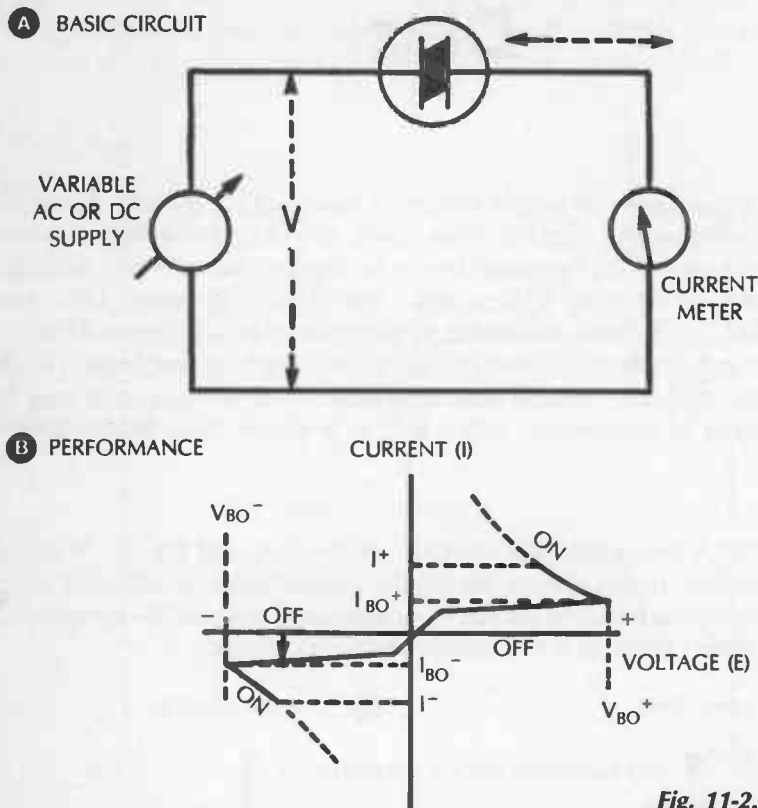 A BASIC CIRCUIT
VARIABLE
AC OR DC
SUPPLY
V
CURRENT
METER
B PERFORMANCE
CURRENT (I)
VBO−
I+
ON
IBO+
−
OFF
+
OFF
IBO−
VOLTAGE (E)
ON
I−
VBO+
Fig. 11-2.